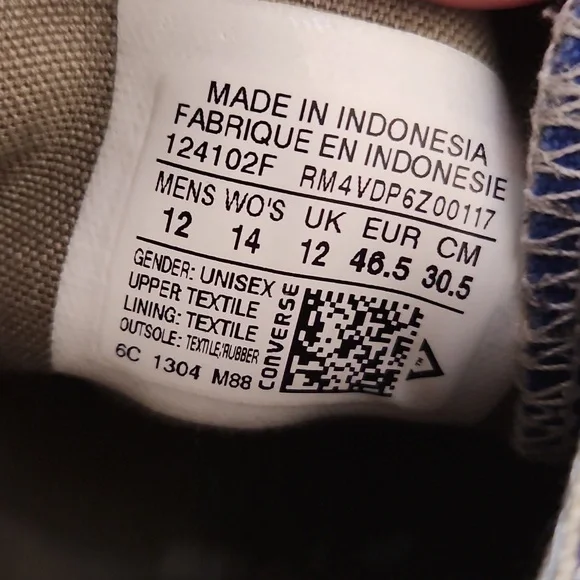 MADE IN INDONESIA
FABRIQUE EN INDONESIE
124102F RM4VDP6Z00117
MENS WO'S UK EUR CM
12 14 12 46.5 30.5
GENDER: UNISEX
UPPER TEXTILE
LINING: TEXTILE
OUTSOLE: TEXTILE/RUBBER
6C 1304 M88
CONVERSE